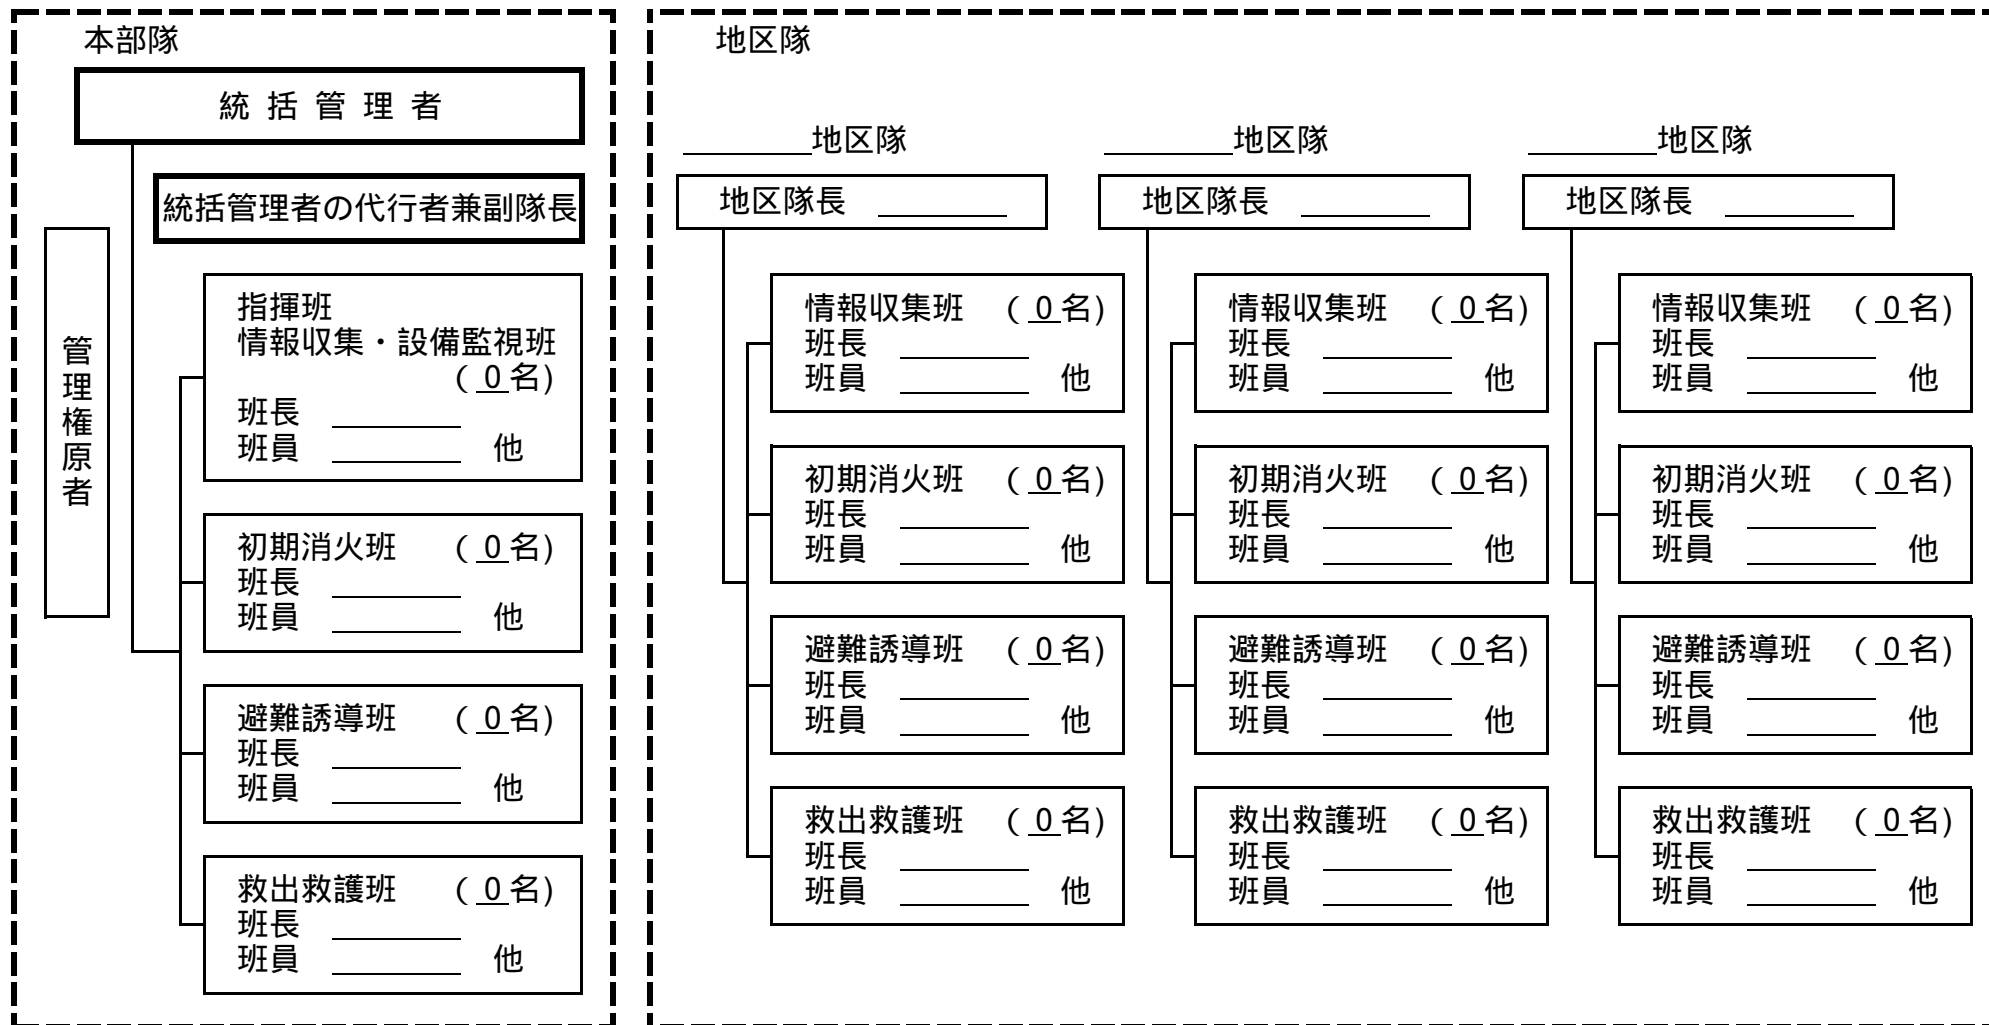 本部隊
統括管理者
統括管理者の代行者兼副隊長
管理権原者
指揮班
情報収集・設備監視班
(0名)
班長
班員 他
初期消火班 (0名)
班長
班員 他
避難誘導班 (0名)
班長
班員 他
救出救護班 (0名)
班長
班員 他
地区隊
地区隊
地区隊長
情報収集班 (0名)
班長
班員 他
初期消火班 (0名)
班長
班員 他
避難誘導班 (0名)
班長
班員 他
救出救護班 (0名)
班長
班員 他
地区隊
地区隊長
情報収集班 (0名)
班長
班員 他
初期消火班 (0名)
班長
班員 他
避難誘導班 (0名)
班長
班員 他
救出救護班 (0名)
班長
班員 他
地区隊
地区隊長
情報収集班 (0名)
班長
班員 他
初期消火班 (0名)
班長
班員 他
避難誘導班 (0名)
班長
班員 他
救出救護班 (0名)
班長
班員 他